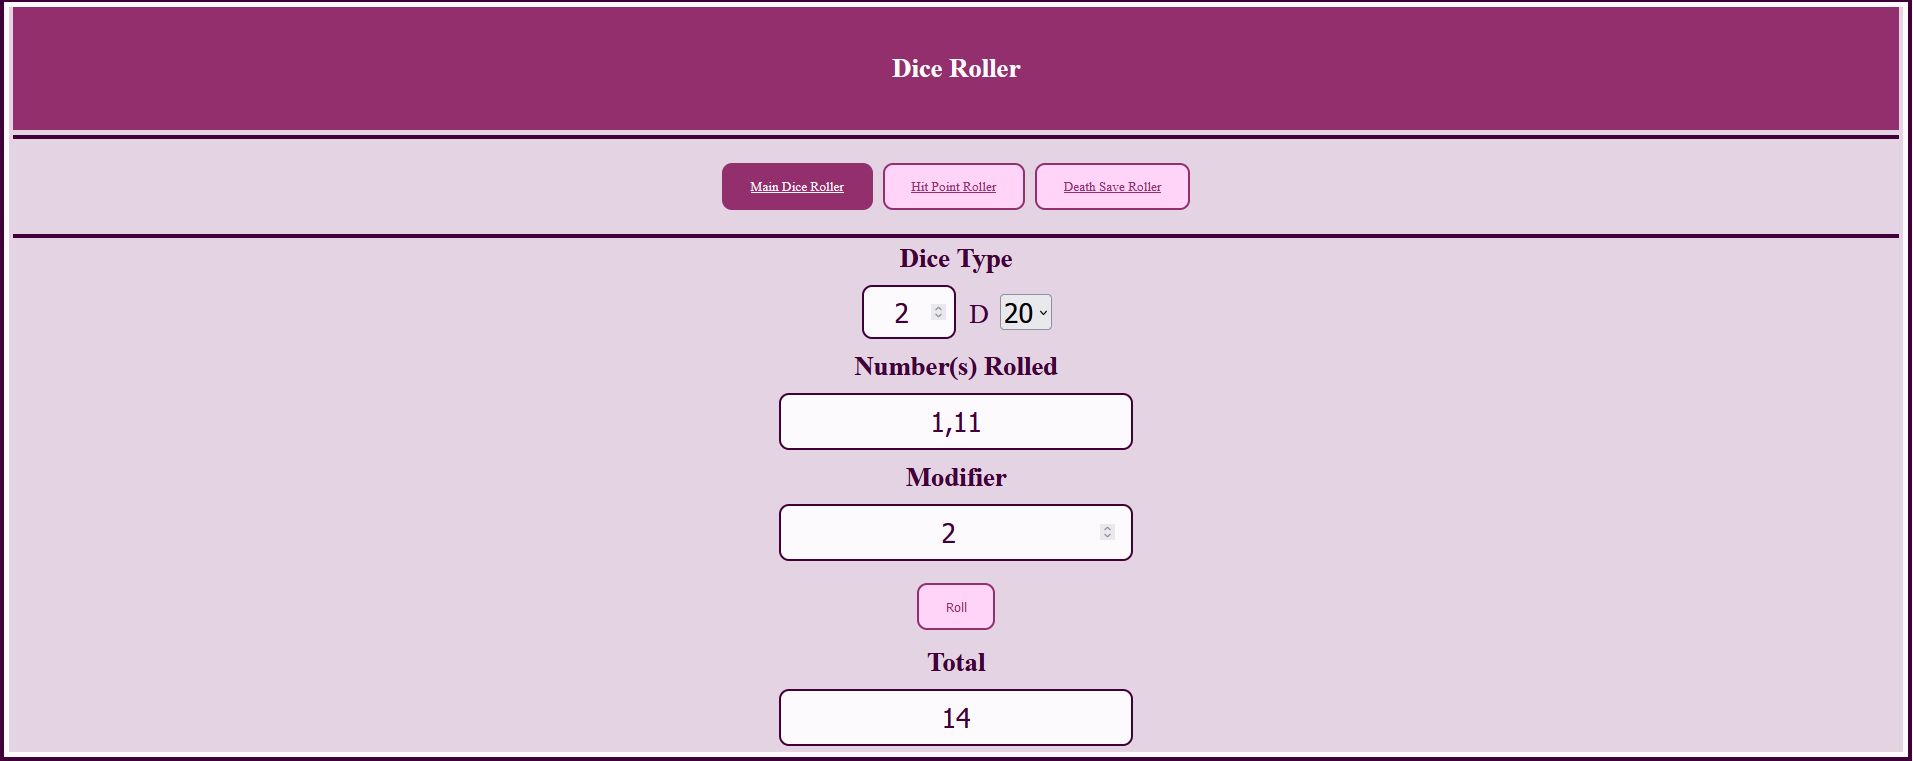 Dice Roller
Main Dice Roller Hit Point Roller Death Save Roller
Dice Type
2 D 20
Number(s) Rolled
1,11
Modifier
2
Roll
Total
14